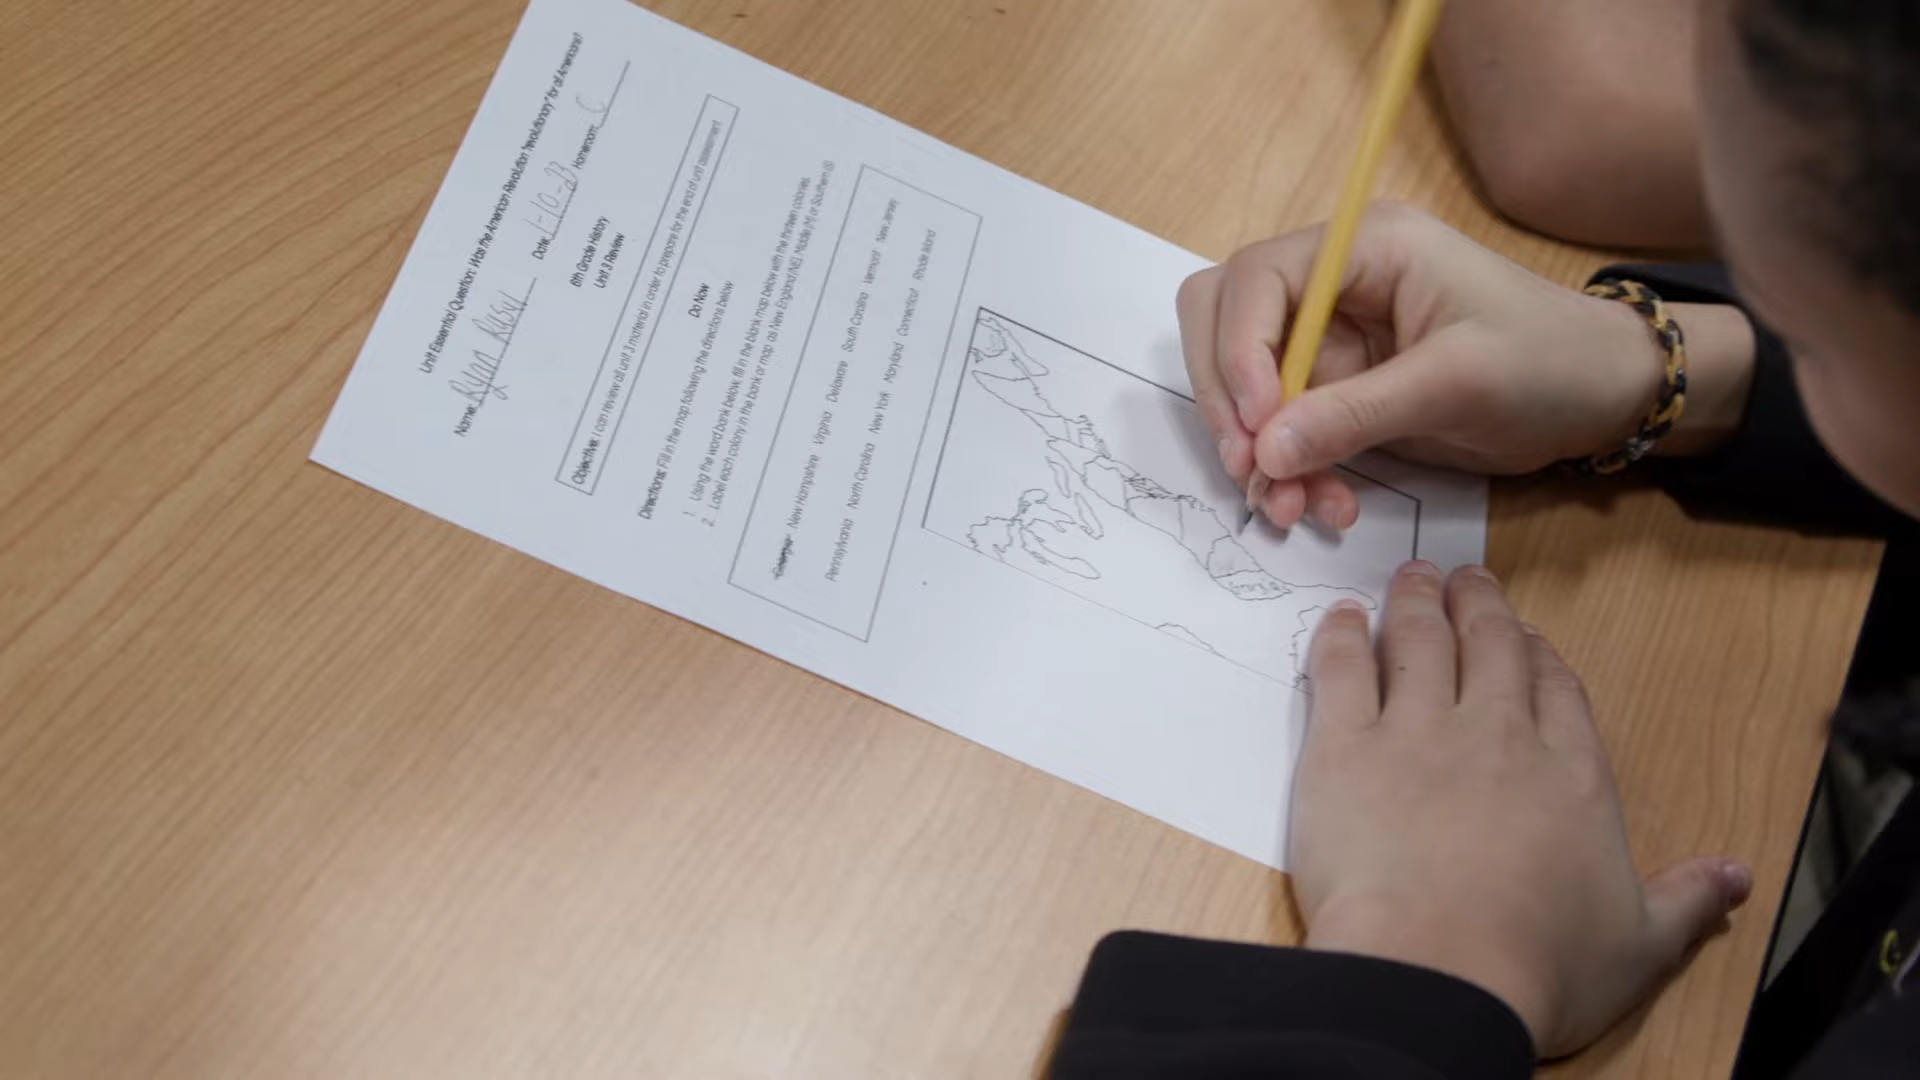 Unit Essential Question: Was the American Revolution "revolutionary" for all Americans?
Name: Ryan Date: 1-10-23 Homeroom: C
8th Grade History
Unit 3 Review
Objective: I can review all unit 3 material in order to prepare for the end of unit assessment
Do Now
Directions: Fill in the map following the directions below
1. Using the word bank below, fill in the blank map below with the thirteen colonies.
2. Label each colony in the bank or map as New England (NE), Middle (M) or Southern (S)
Georgia New Hampshire Virginia Delaware South Carolina Vermont New Jersey
Pennsylvania North Carolina New York Maryland Connecticut Rhode Island
Georgia